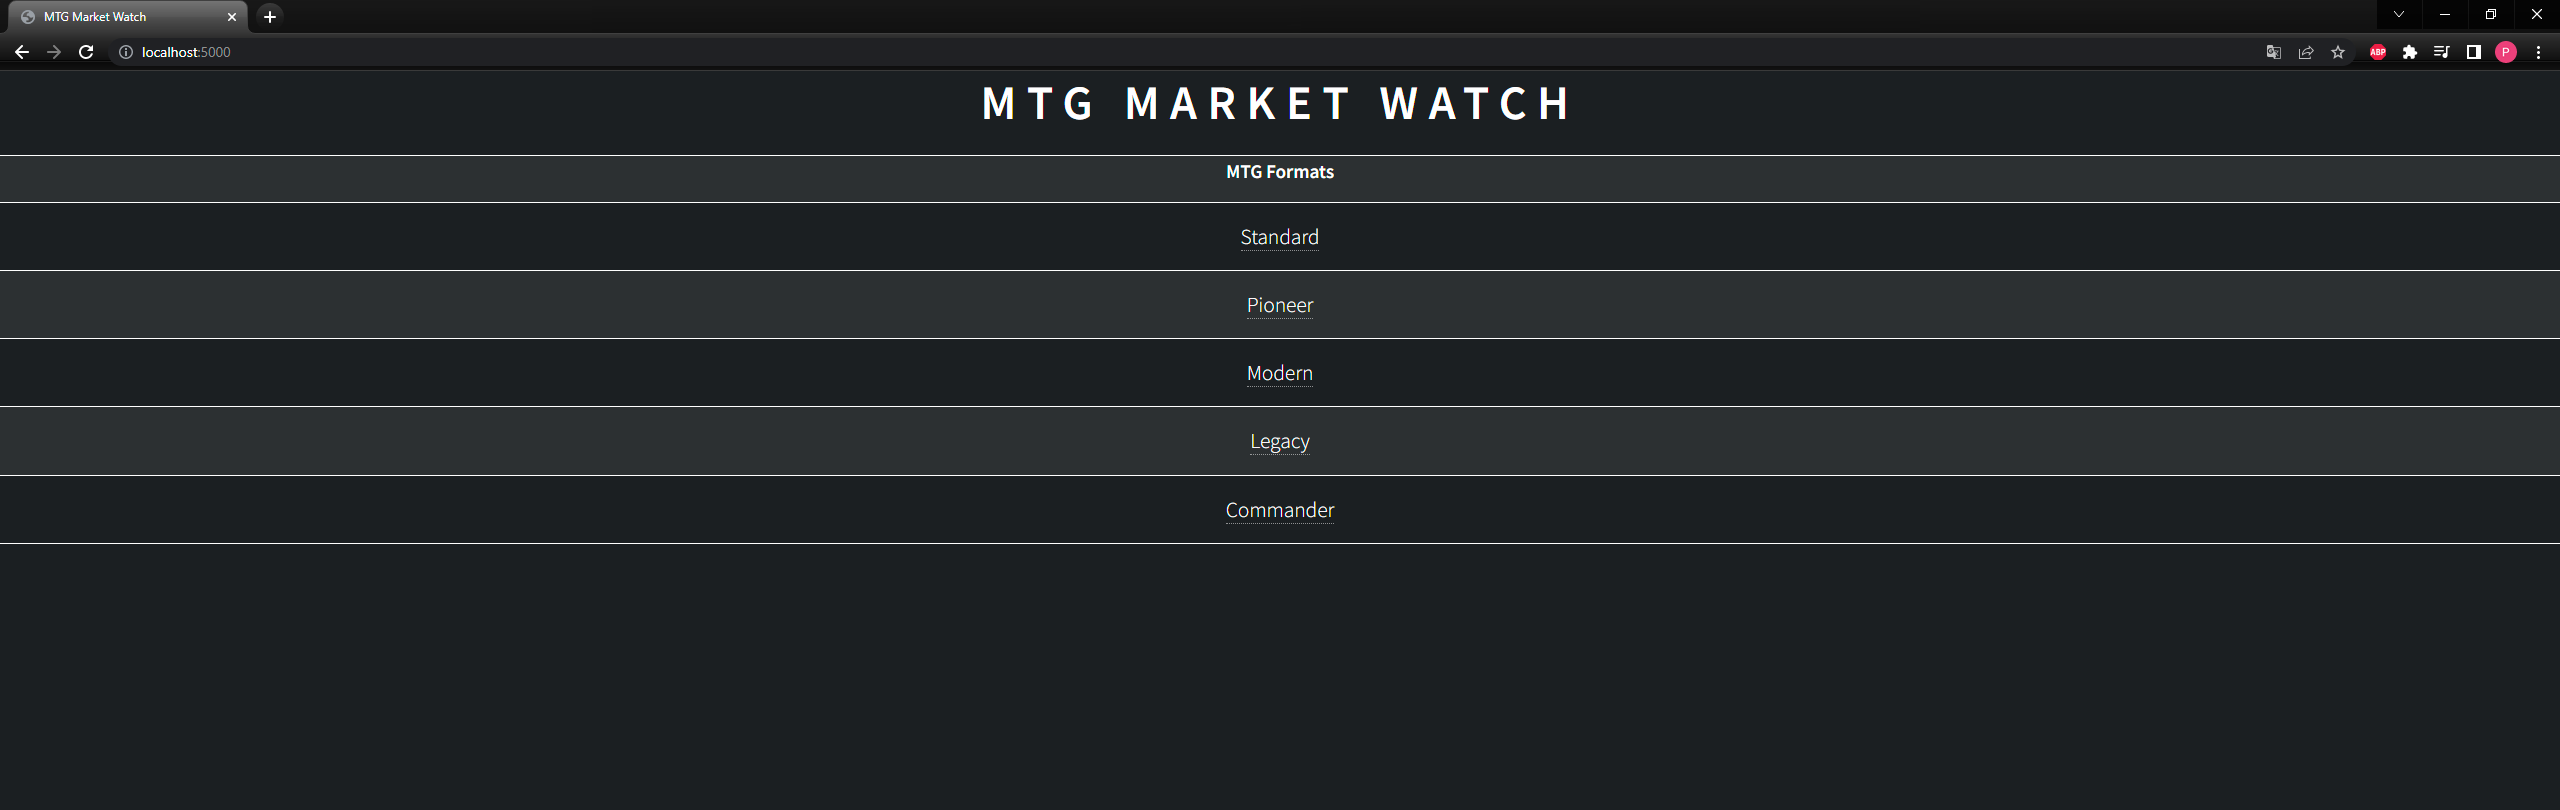 MTG Market Watch
localhost:5000
ABP
P
MTG MARKET WATCH
MTG Formats
Standard
Pioneer
Modern
Legacy
Commander